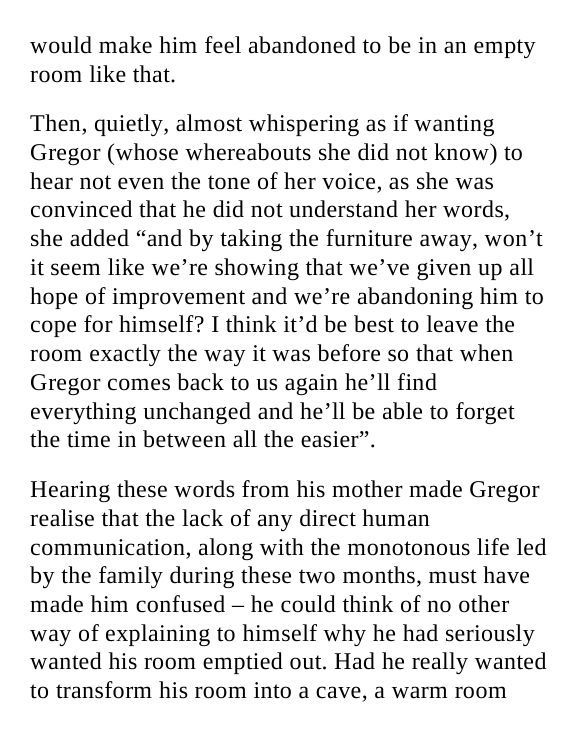 would make him feel abandoned to be in an empty
room like that.
Then, quietly, almost whispering as if wanting
Gregor (whose whereabouts she did not know) to
hear not even the tone of her voice, as she was
convinced that he did not understand her words,
she added “and by taking the furniture away, won’t
it seem like we’re showing that we’ve given up all
hope of improvement and we’re abandoning him to
cope for himself? I think it’d be best to leave the
room exactly the way it was before so that when
Gregor comes back to us again he’ll find
everything unchanged and he’ll be able to forget
the time in between all the easier”.
Hearing these words from his mother made Gregor
realise that the lack of any direct human
communication, along with the monotonous life led
by the family during these two months, must have
made him confused – he could think of no other
way of explaining to himself why he had seriously
wanted his room emptied out. Had he really wanted
to transform his room into a cave, a warm room